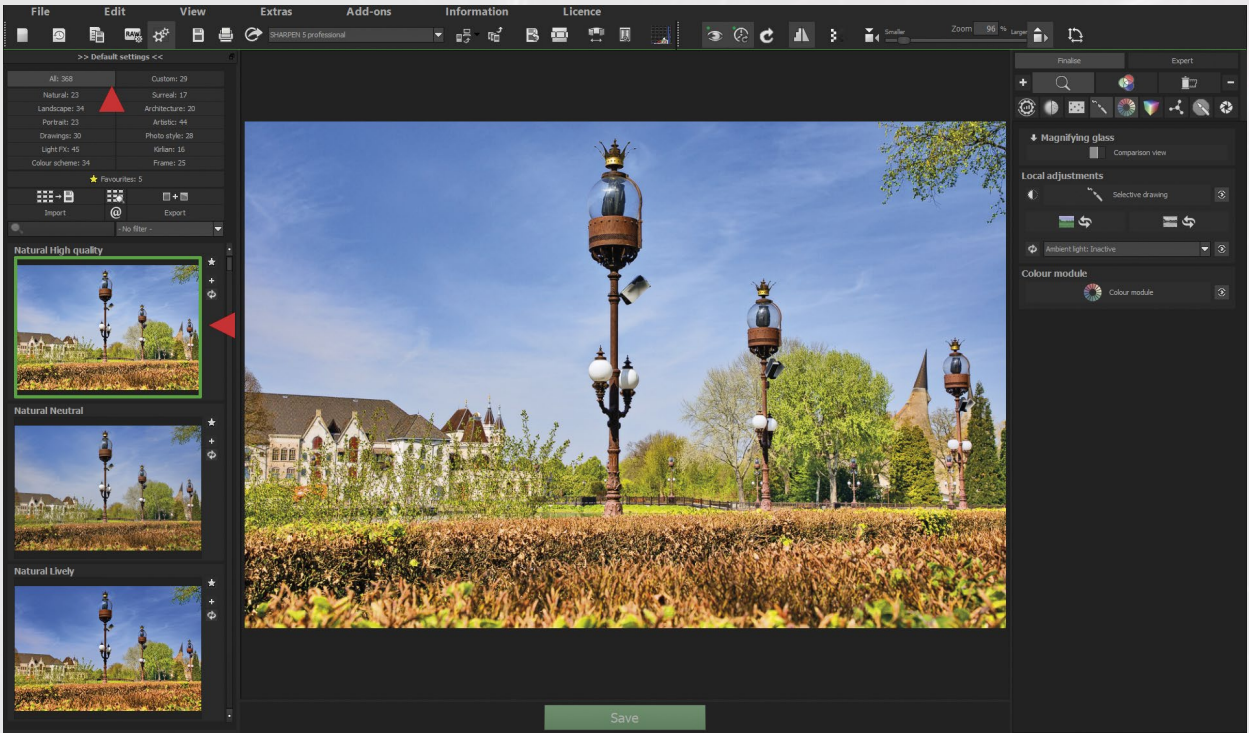 File Edit View Extras Add-ons Information Licence
RAW SHARPEN 5 professional Smaller Zoom 96 % Larger
>> Default settings <<
All: 368 Custom: 29
Natural: 23 Surreal: 17
Landscape: 34 Architecture: 20
Portrait: 23 Artistic: 44
Drawings: 30 Photo style: 28
Light FX: 45 Kirlian: 16
Colour scheme: 34 Frame: 25
Favourites: 5
Import @ Export
- No filter -
Natural High quality
Natural Neutral
Natural Lively
Save
Finalise Expert
Magnifying glass
Comparison view
Local adjustments
Selective drawing
Ambient light: Inactive
Colour module
Colour module